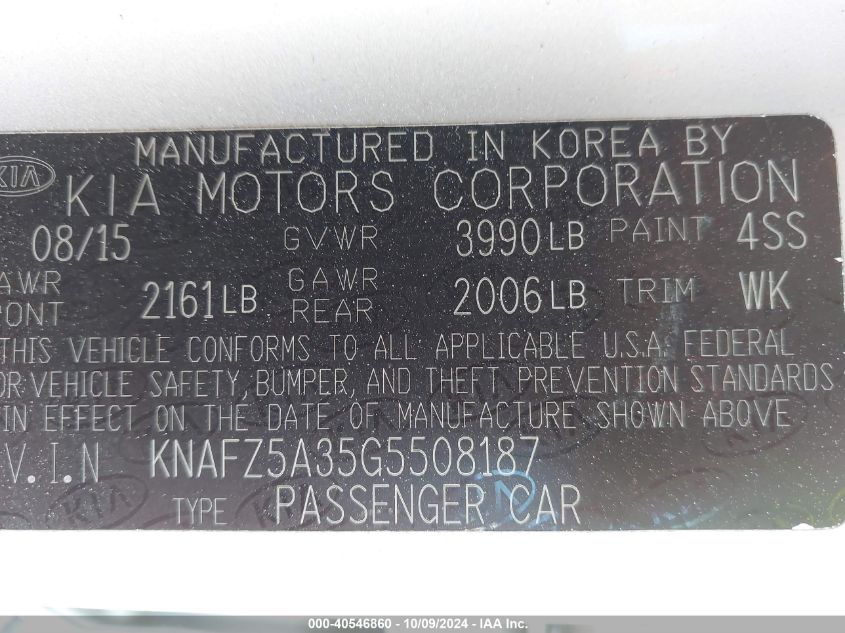 MANUFACTURED IN KOREA BY
KIA
KIA MOTORS CORPORATION
08/15 GVWR 3990LB PAINT 4SS
AWR 2161LB GAWR 2006LB TRIM WK
ONT REAR
THIS VEHICLE CONFORMS TO ALL APPLICABLE U.S.A. FEDERAL
OR VEHICLE SAFETY, BUMPER, AND THEFT PREVENTION STANDARDS
IN EFFECT ON THE DATE OF MANUFACTURE SHOWN ABOVE
V.I.N KNAFZ5A35G5508187
TYPE PASSENGER CAR
000-40546860 - 10/09/2024 - IAA Inc.